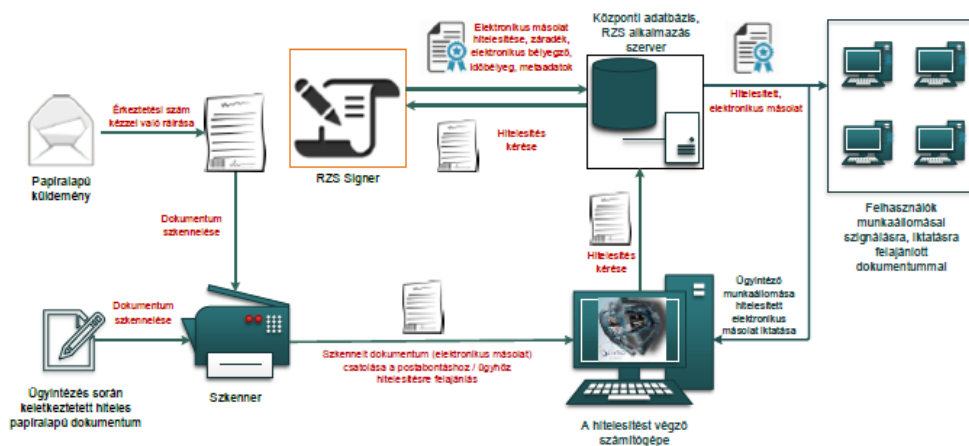 Elektronikus másolat
hitelesítése, záradék,
elektronikus bélyegző,
időbélyeg, metaadatok
Központi adatbázis,
RZS alkalmazás
szerver
Érkeztetési szám
kézzel való ráírása
Hitelesített,
elektronikus másolat
Hitelesítés
kérése
Papíralapú
küldemény
RZS Signer
Felhasználók
munkaállomásai
szignálásra, iktatásra
felajánlott
dokumentummal
Dokumentum
szkennelése
Hitelesítés
kérése
Ügyintéző
munkaállomása
hitelesített
elektronikus
másolat iktatása
Dokumentum
szkennelése
Szkennelt dokumentum (elektronikus másolat)
csatolása a postabontáshoz / ügyhöz
hitelesítésre felajánlás
Ügyintézés során
keletkeztetett hiteles
papíralapú dokumentum
Szkenner
A hitelesítést végző
számítógépe